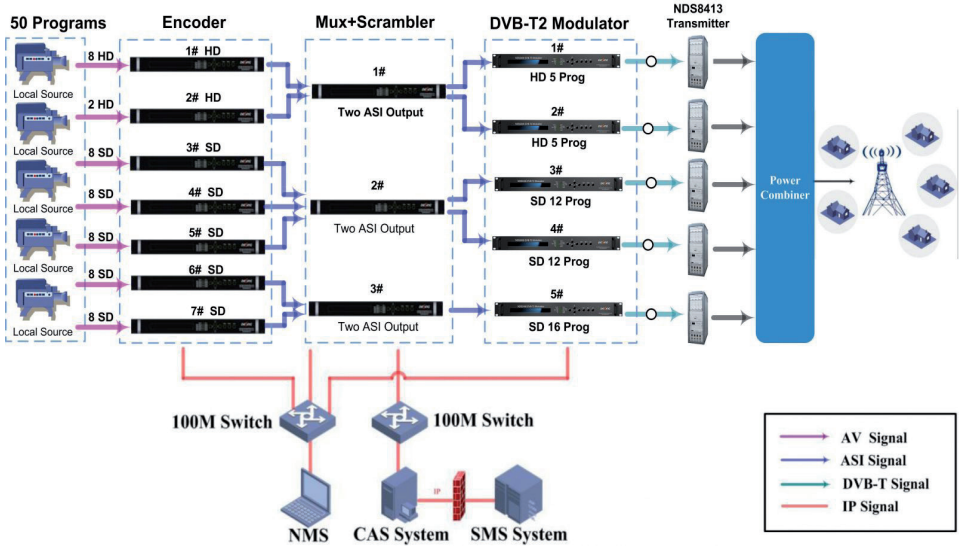 50 Programs
Encoder
Mux+Scrambler
DVB-T2 Modulator
NDS8413
Transmitter
8 HD
Local Source
1# HD
1#
Two ASI Output
1#
HD 5 Prog
2 HD
Local Source
2# HD
2#
HD 5 Prog
8 SD
Local Source
3# SD
2#
Two ASI Output
3#
SD 12 Prog
8 SD
4# SD
8 SD
Local Source
5# SD
4#
SD 12 Prog
8 SD
6# SD
3#
Two ASI Output
5#
SD 16 Prog
8 SD
Local Source
7# SD
Power
Combiner
100M Switch
100M Switch
NMS
CAS System
IP
SMS System
AV Signal
ASI Signal
DVB-T Signal
IP Signal